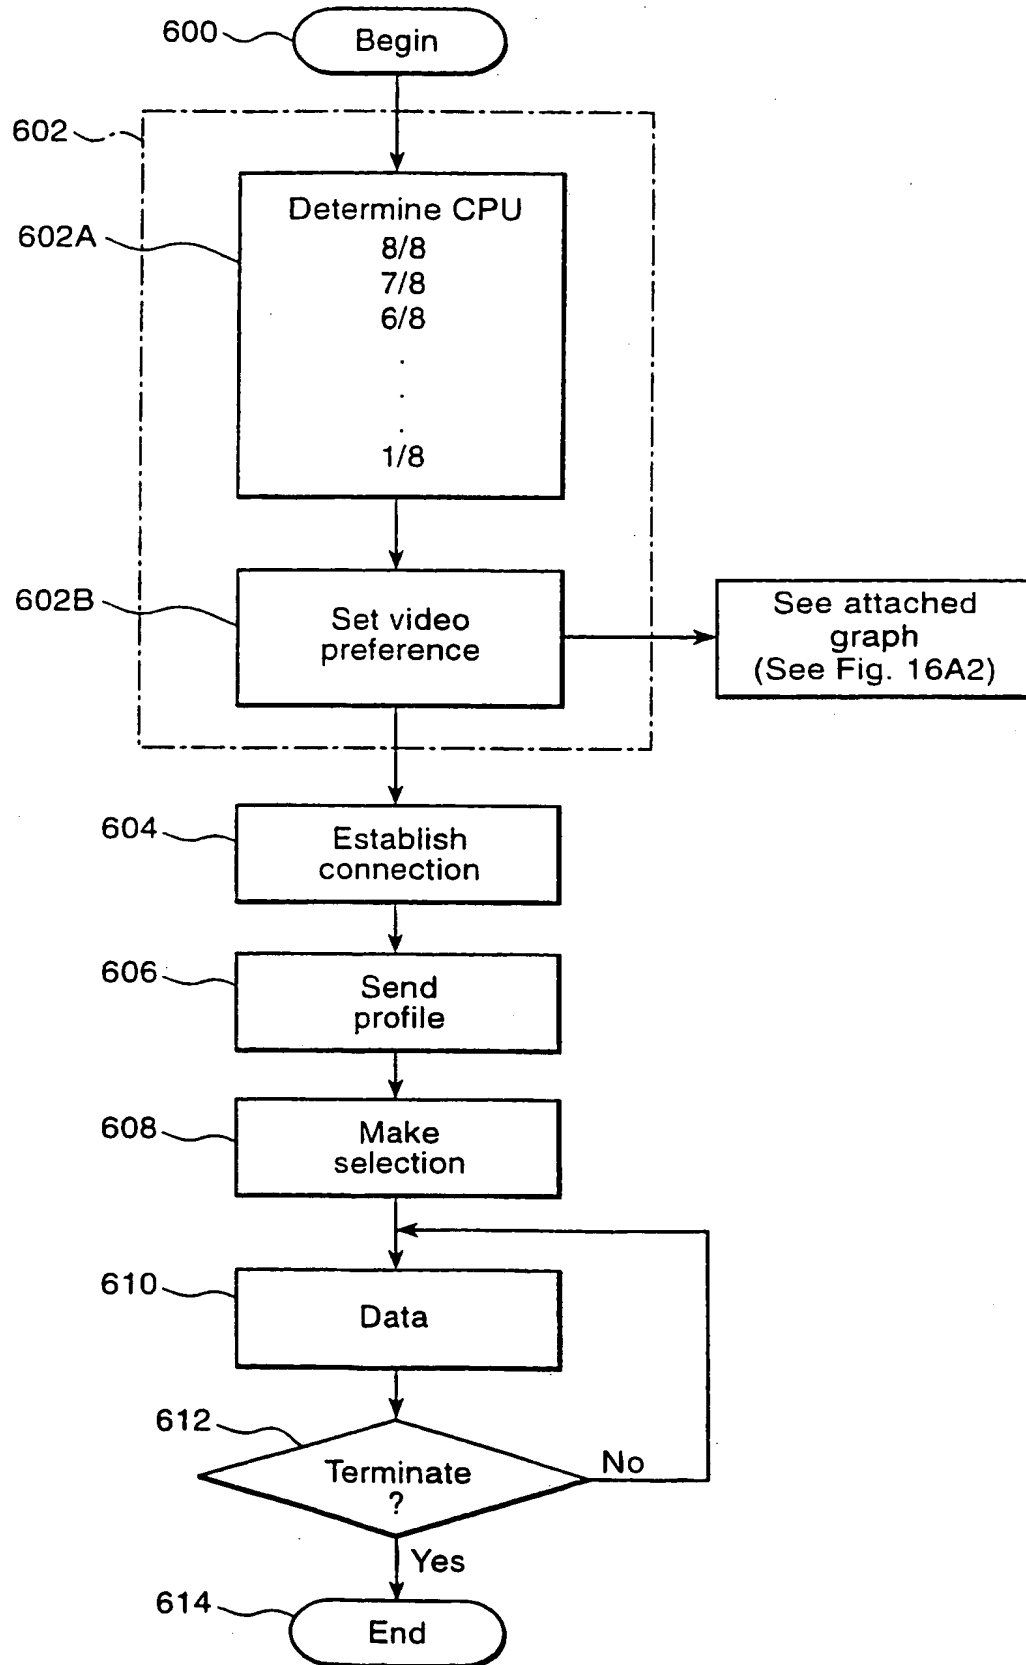 600
Begin
602
602A
Determine CPU
8/8
7/8
6/8
.
.
.
1/8
602B
Set video
preference
See attached
graph
(See Fig. 16A2)
604
Establish
connection
606
Send
profile
608
Make
selection
610
Data
612
Terminate
?
No
Yes
614
End